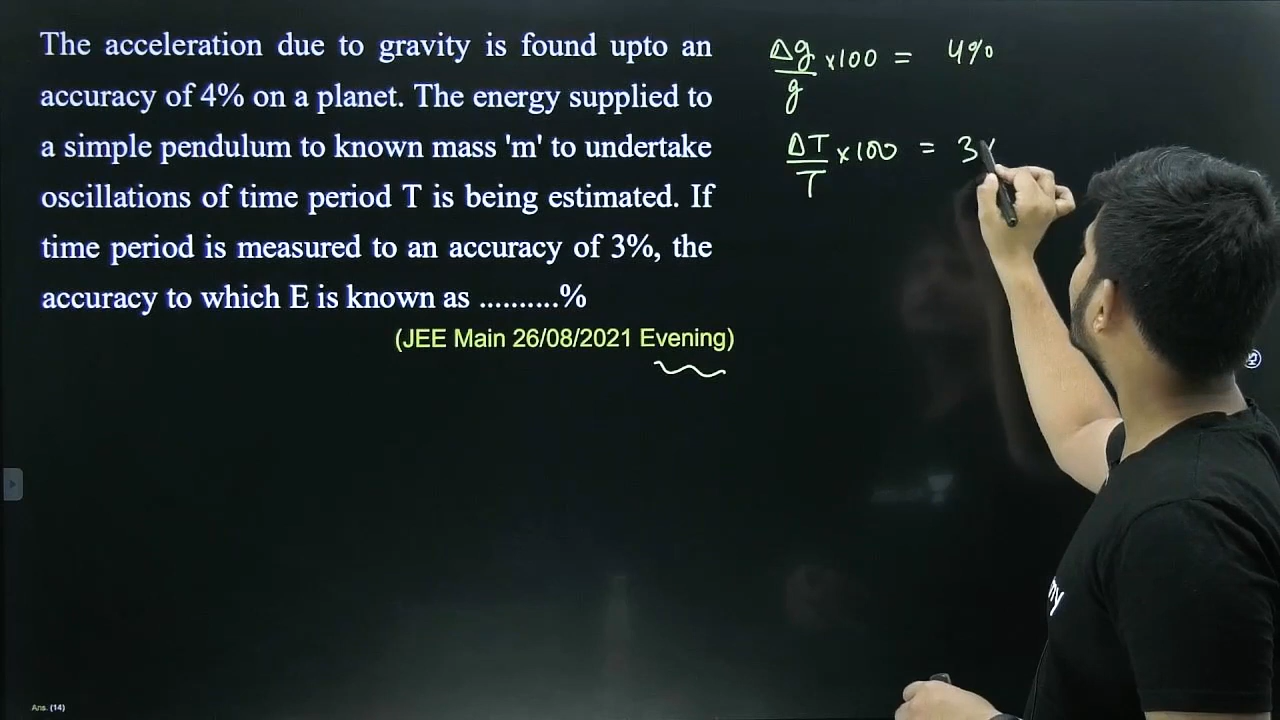 The acceleration due to gravity is found upto an
accuracy of 4% on a planet. The energy supplied to
a simple pendulum to known mass 'm' to undertake
oscillations of time period T is being estimated. If
time period is measured to an accuracy of 3%, the
accuracy to which E is known as ..........%
(JEE Main 26/08/2021 Evening)
Δg/g ×100 = 4%
ΔT/T ×100 = 3
my
Ans. (14)